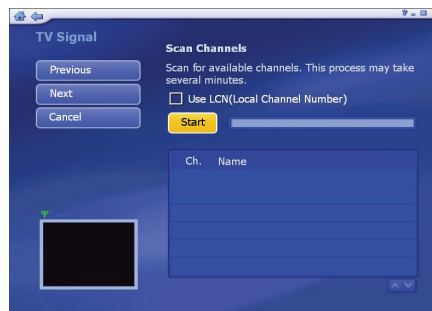 TV Signal
Previous
Next
Cancel
Scan Channels
Scan for available channels. This process may take
several minutes.
Use LCN(Local Channel Number)
Start
Ch. Name